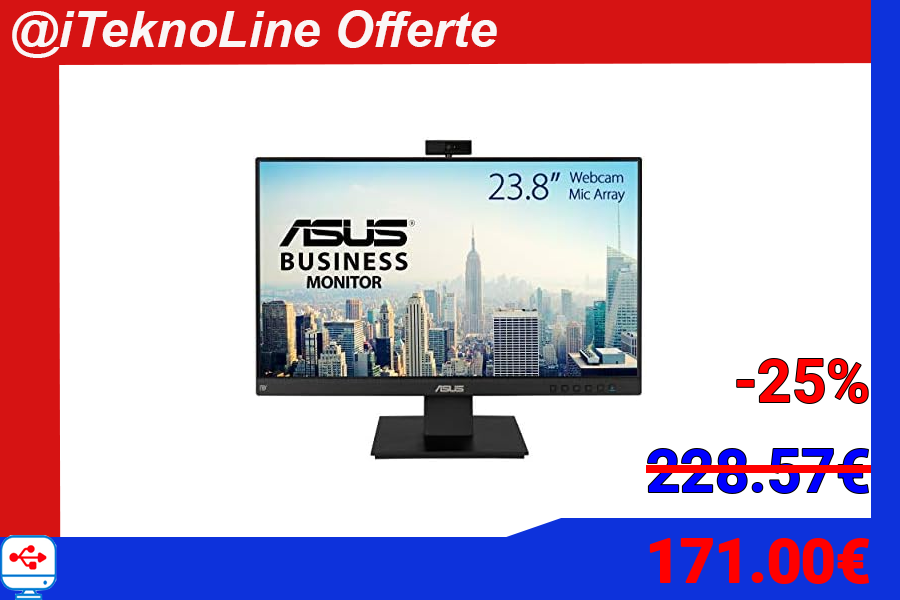 @iTeknoLine Offerte
23.8” Webcam
Mic Array
ASUS®
BUSINESS
MONITOR
ASUS
-25%
228.57€
171.00€